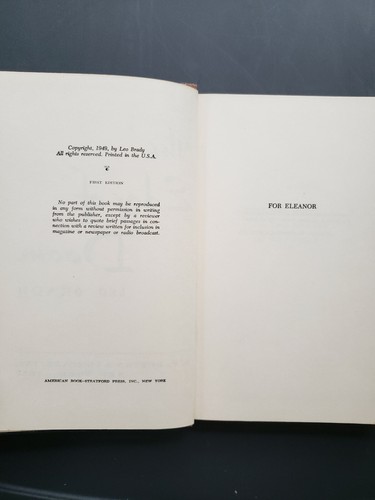 Copyright, 1949, by Leo Brady
All rights reserved. Printed in the U.S.A.
FIRST EDITION
No part of this book may be reproduced
in any form without permission in writing
from the publisher, except by a reviewer
who wishes to quote brief passages in con-
nection with a review written for inclusion in
magazine or newspaper or radio broadcast.
AMERICAN BOOK–STRATFORD PRESS, INC., NEW YORK
FOR ELEANOR